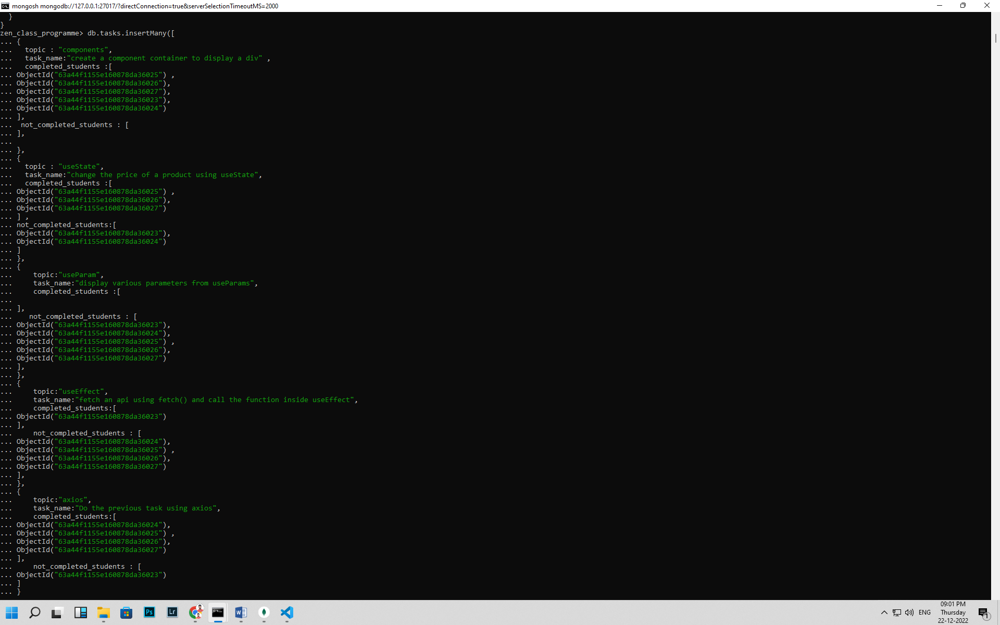 mongosh mongodb://127.0.0.1:27017/?directConnection=true&serverSelectionTimeoutMS=2000
  }
}
zen_class_programme> db.tasks.insertMany([
... {
...   topic : "components",
...   task_name:"create a component container to display a div" ,
...   completed_students :[
... ObjectId("63a44f1155e160878da36025") ,
... ObjectId("63a44f1155e160878da36026"),
... ObjectId("63a44f1155e160878da36027"),
... ObjectId("63a44f1155e160878da36023"),
... ObjectId("63a44f1155e160878da36024")
... ],
...  not_completed_students : [
... ],
...
... },
... {
...   topic : "useState",
...   task_name:"change the price of a product using useState",
...   completed_students :[
... ObjectId("63a44f1155e160878da36025") ,
... ObjectId("63a44f1155e160878da36026"),
... ObjectId("63a44f1155e160878da36027")
... ] ,
... not_completed_students:[
... ObjectId("63a44f1155e160878da36023"),
... ObjectId("63a44f1155e160878da36024")
... ]
... },
... {
...     topic:"useParam",
...     task_name:"display various parameters from useParams",
...     completed_students :[
...
... ],
...    not_completed_students : [
... ObjectId("63a44f1155e160878da36023"),
... ObjectId("63a44f1155e160878da36024"),
... ObjectId("63a44f1155e160878da36025") ,
... ObjectId("63a44f1155e160878da36026"),
... ObjectId("63a44f1155e160878da36027")
... ],
... },
... {
...     topic:"useEffect",
...     task_name:"fetch an api using fetch() and call the function inside useEffect",
...     completed_students:[
... ObjectId("63a44f1155e160878da36023")
... ],
...     not_completed_students : [
... ObjectId("63a44f1155e160878da36024"),
... ObjectId("63a44f1155e160878da36025") ,
... ObjectId("63a44f1155e160878da36026"),
... ObjectId("63a44f1155e160878da36027")
... ],
... },
... {
...     topic:"axios",
...     task_name:"Do the previous task using axios",
...     completed_students:[
... ObjectId("63a44f1155e160878da36024"),
... ObjectId("63a44f1155e160878da36025") ,
... ObjectId("63a44f1155e160878da36026"),
... ObjectId("63a44f1155e160878da36027")
... ],
...     not_completed_students : [
... ObjectId("63a44f1155e160878da36023")
... ]
... }
Ps
Lr
ENG
09:01 PM
Thursday
22-12-2022
1